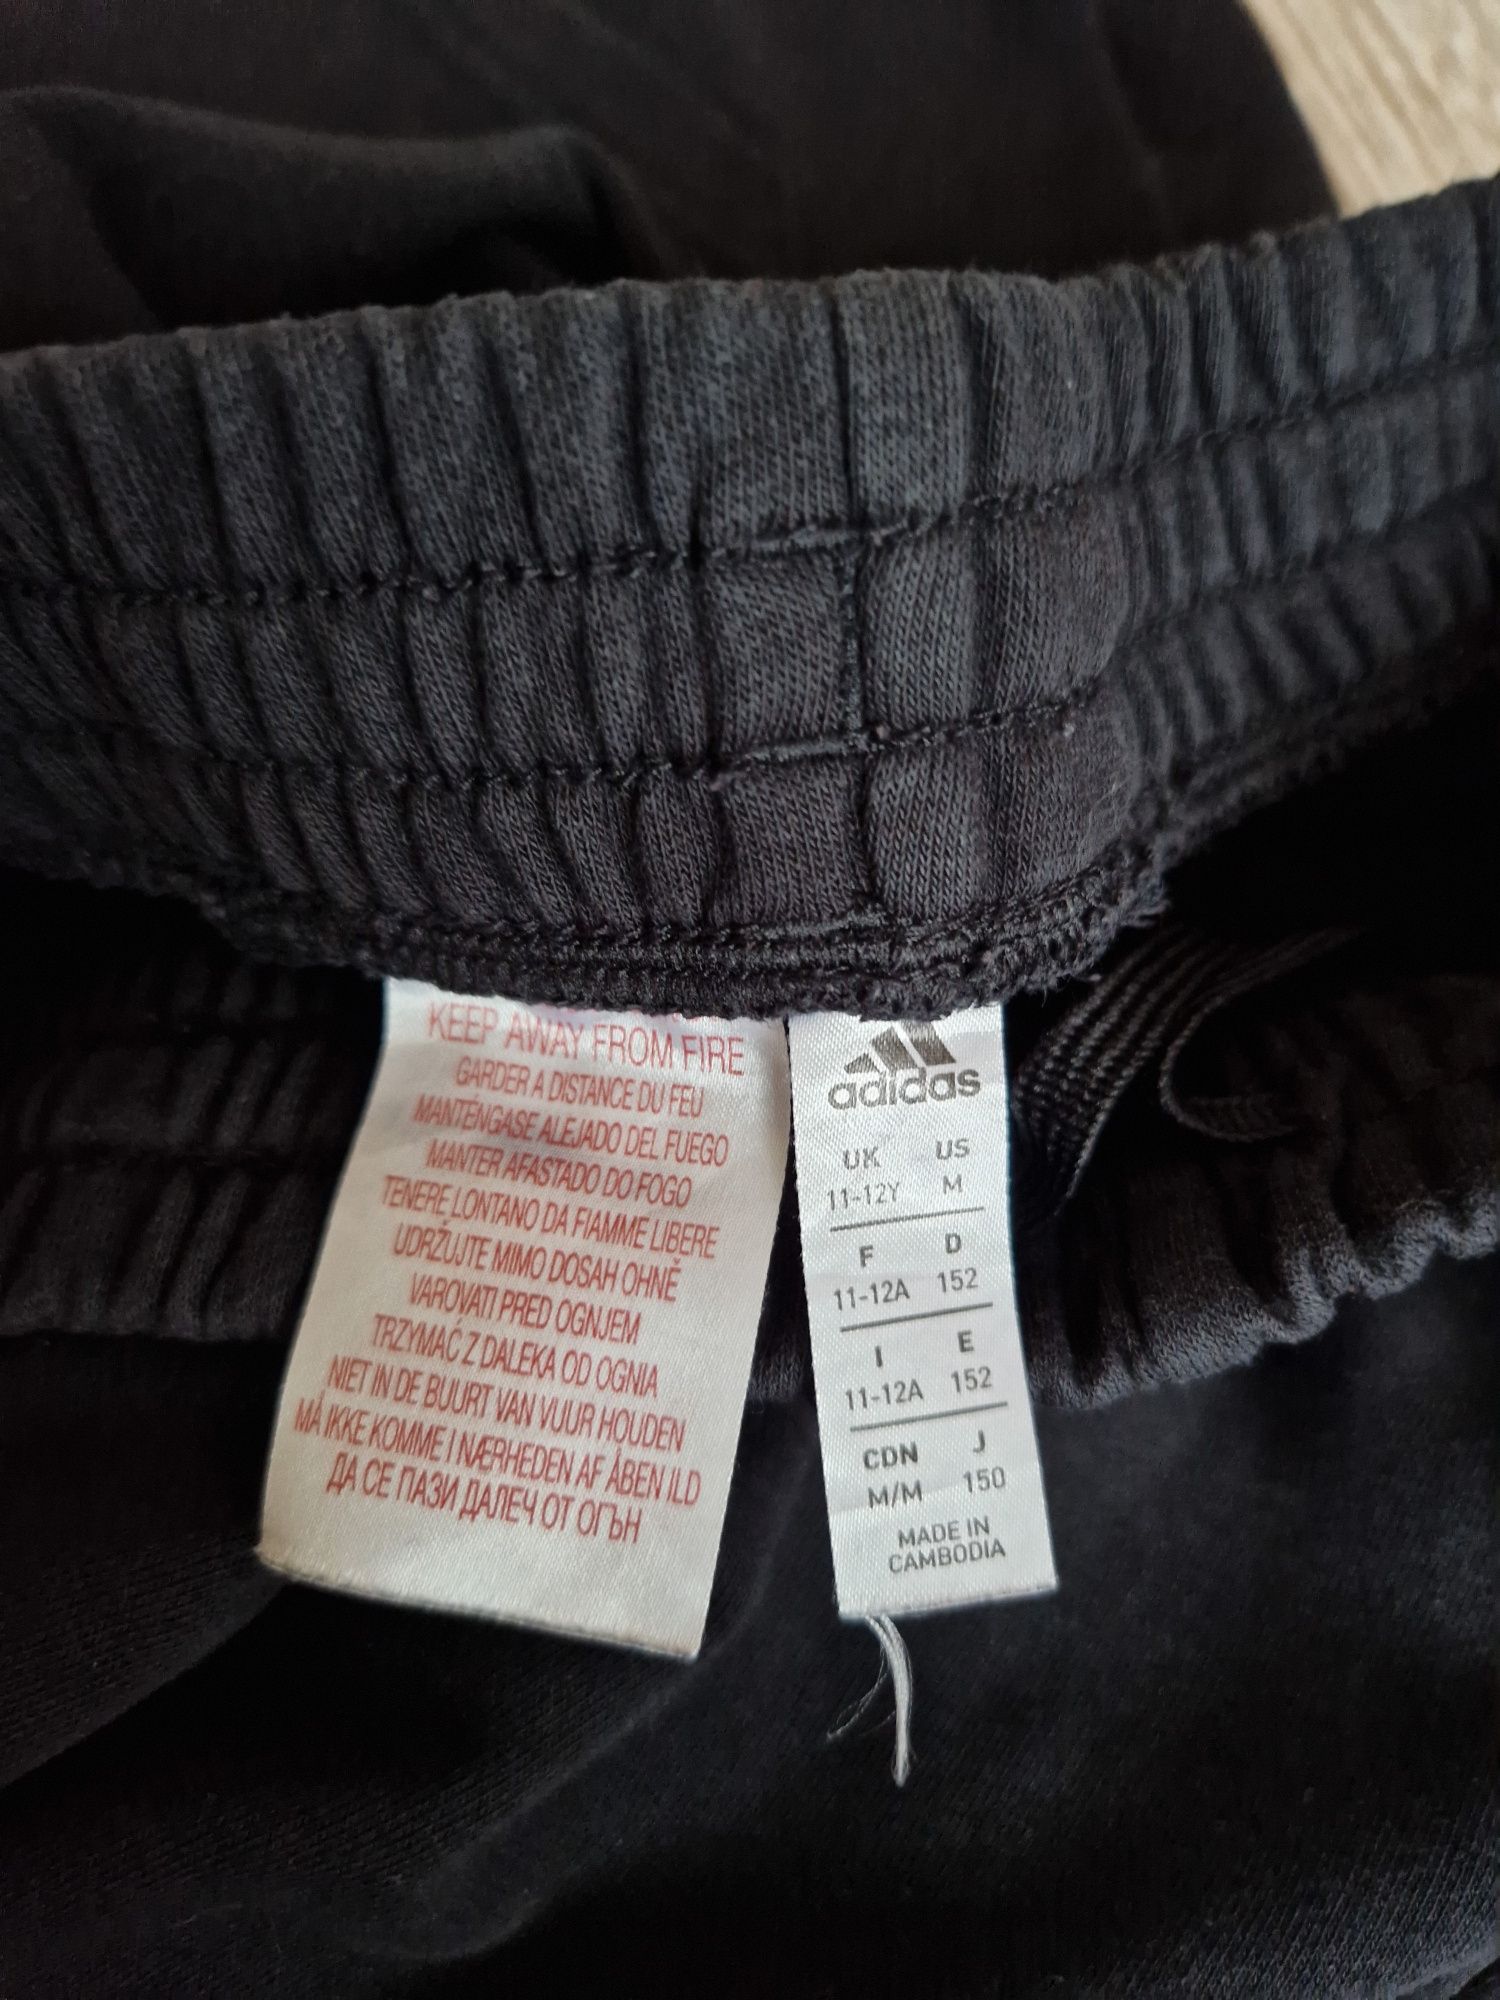 KEEP AWAY FROM FIRE
GARDER A DISTANCE DU FEU
MANTENGASE ALEJADO DEL FUEGO
MANTER AFASTADO DO FOGO
TENERE LONTANO DA FIAMME LIBERE
UDRŽUJTE MIMO DOSAH OHNĚ
VAROVATI PRED OGNJEM
TRZYMAĆ Z DALEKA OD OGNIA
NIET IN DE BUURT VAN VUUR HOUDEN
MÅ IKKE KOMME I NÆRHEDEN AF ÅBEN ILD
ДА СЕ ПАЗИ ДАЛЕЧ ОТ ОГЪН
adidas
UK US
11-12Y M
F D
11-12A 152
I E
11-12A 152
CDN J
M/M 150
MADE IN
CAMBODIA